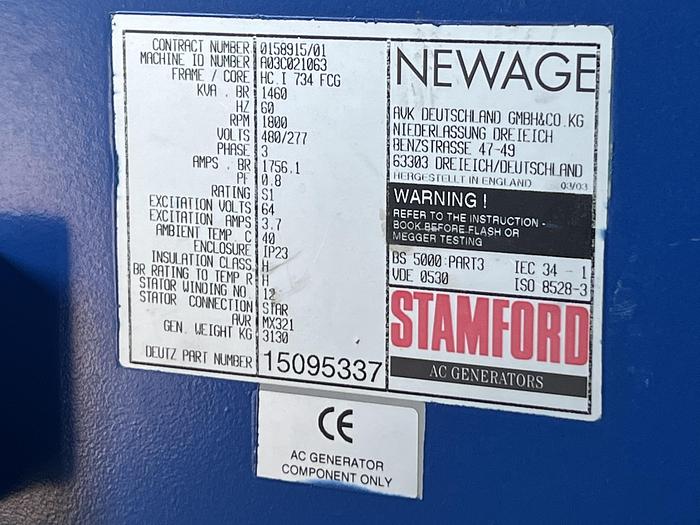 CONTRACT NUMBER 0158915/01
MACHINE ID NUMBER A03C021063
FRAME / CORE HC.I 734 FCG
KVA . BR 1460
HZ 60
RPM 1800
VOLTS 480/277
PHASE 3
AMPS . BR 1756.1
PF 0.8
RATING S1
EXCITATION VOLTS 64
EXCITATION AMPS 3.7
AMBIENT TEMP C 40
ENCLOSURE IP23
INSULATION CLASS H
BR RATING TO TEMP R H
STATOR WINDING NO. 12
STATOR CONNECTION STAR
AVR MX321
GEN. WEIGHT KG 3130
DEUTZ PART NUMBER 15095337
NEWAGE
AVK DEUTSCHLAND GMBH&CO.KG
NIEDERLASSUNG DREIEICH
BENZSTRASSE 47-49
63303 DREIEICH/DEUTSCHLAND
HERGESTELLT IN ENGLAND 03/03
WARNING !
REFER TO THE INSTRUCTION -
BOOK BEFORE FLASH OR
MEGGER TESTING
BS 5000:PART3 IEC 34 - 1
VDE 0530 ISO 8528-3
STAMFORD
AC GENERATORS
CE
AC GENERATOR
COMPONENT ONLY